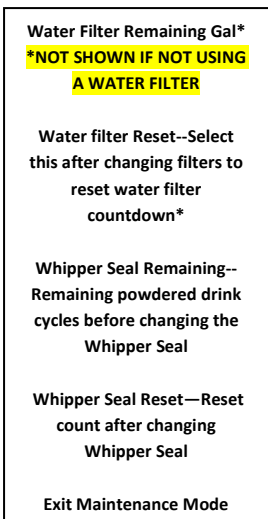 Water Filter Remaining Gal*
*NOT SHOWN IF NOT USING
A WATER FILTER
Water filter Reset--Select
this after changing filters to
reset water filter
countdown*
Whipper Seal Remaining--
Remaining powdered drink
cycles before changing the
Whipper Seal
Whipper Seal Reset—Reset
count after changing
Whipper Seal
Exit Maintenance Mode